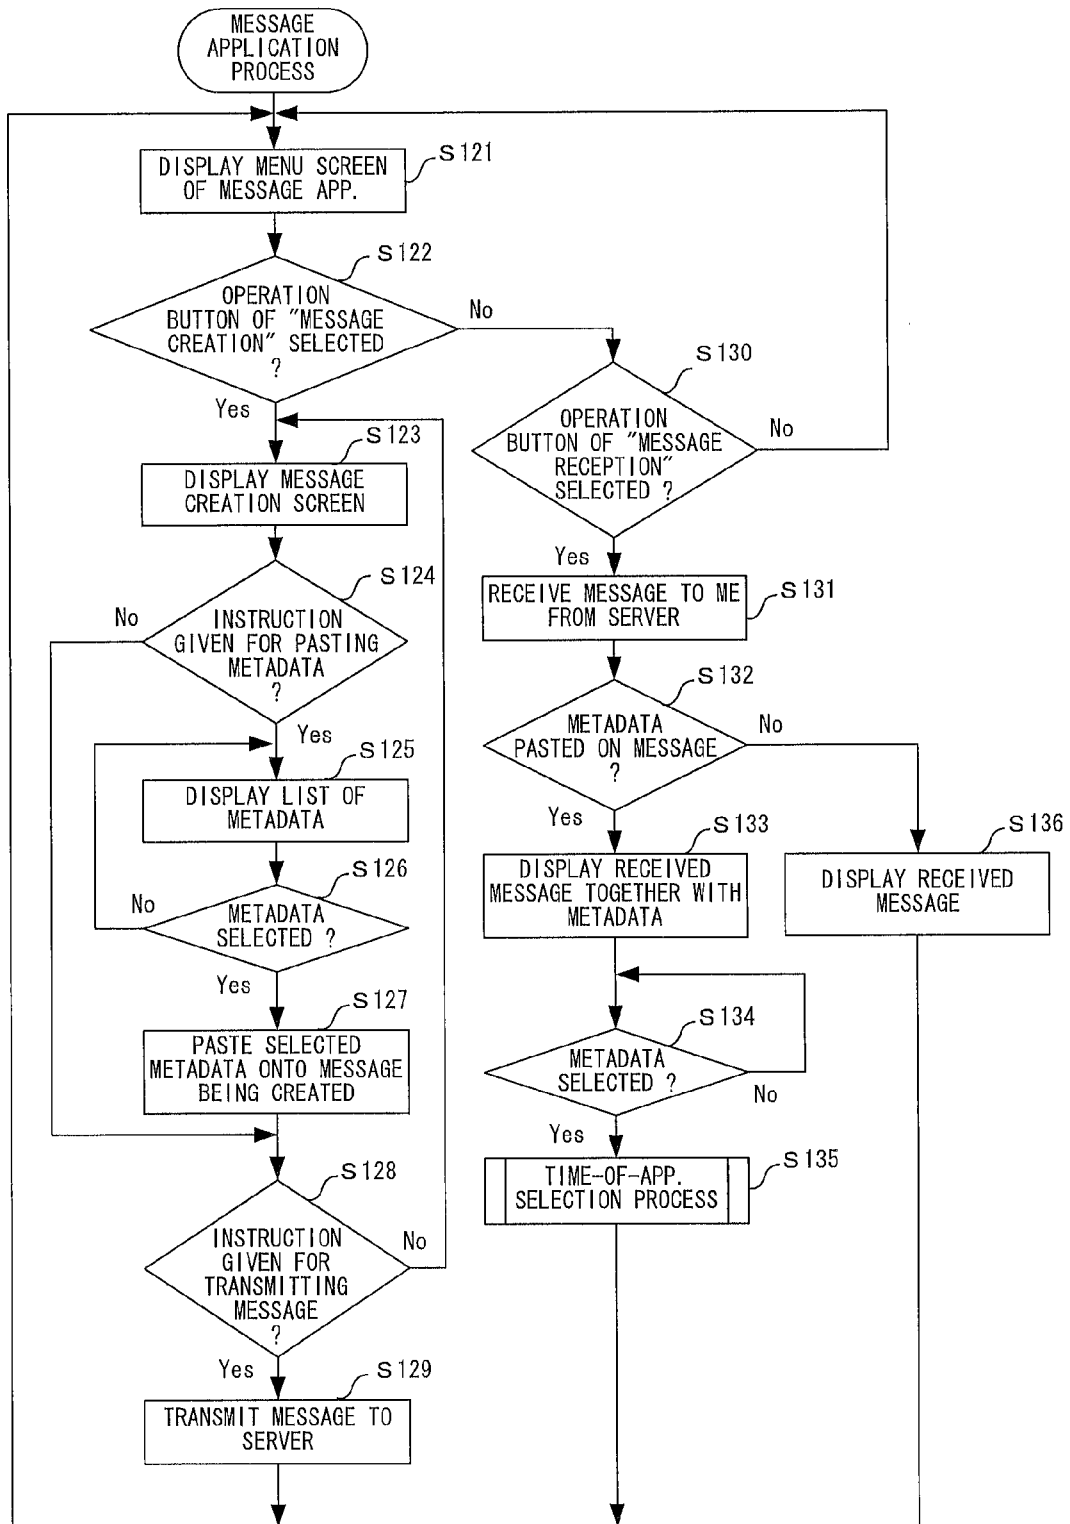 MESSAGE
APPLICATION
PROCESS
S121
DISPLAY MENU SCREEN
OF MESSAGE APP.
S122
OPERATION
BUTTON OF "MESSAGE
CREATION" SELECTED
?
No
Yes
S123
DISPLAY MESSAGE
CREATION SCREEN
S124
No
INSTRUCTION
GIVEN FOR PASTING
METADATA
?
Yes
S125
DISPLAY LIST OF
METADATA
S126
No
METADATA
SELECTED ?
Yes
S127
PASTE SELECTED
METADATA ONTO MESSAGE
BEING CREATED
S128
INSTRUCTION
GIVEN FOR
TRANSMITTING
MESSAGE
?
No
Yes
S129
TRANSMIT MESSAGE TO
SERVER
S130
OPERATION
BUTTON OF "MESSAGE
RECEPTION"
SELECTED ?
No
Yes
S131
RECEIVE MESSAGE TO ME
FROM SERVER
S132
METADATA
PASTED ON MESSAGE
?
No
Yes
S133
DISPLAY RECEIVED
MESSAGE TOGETHER WITH
METADATA
S134
METADATA
SELECTED ?
No
Yes
S135
TIME-OF-APP.
SELECTION PROCESS
S136
DISPLAY RECEIVED
MESSAGE